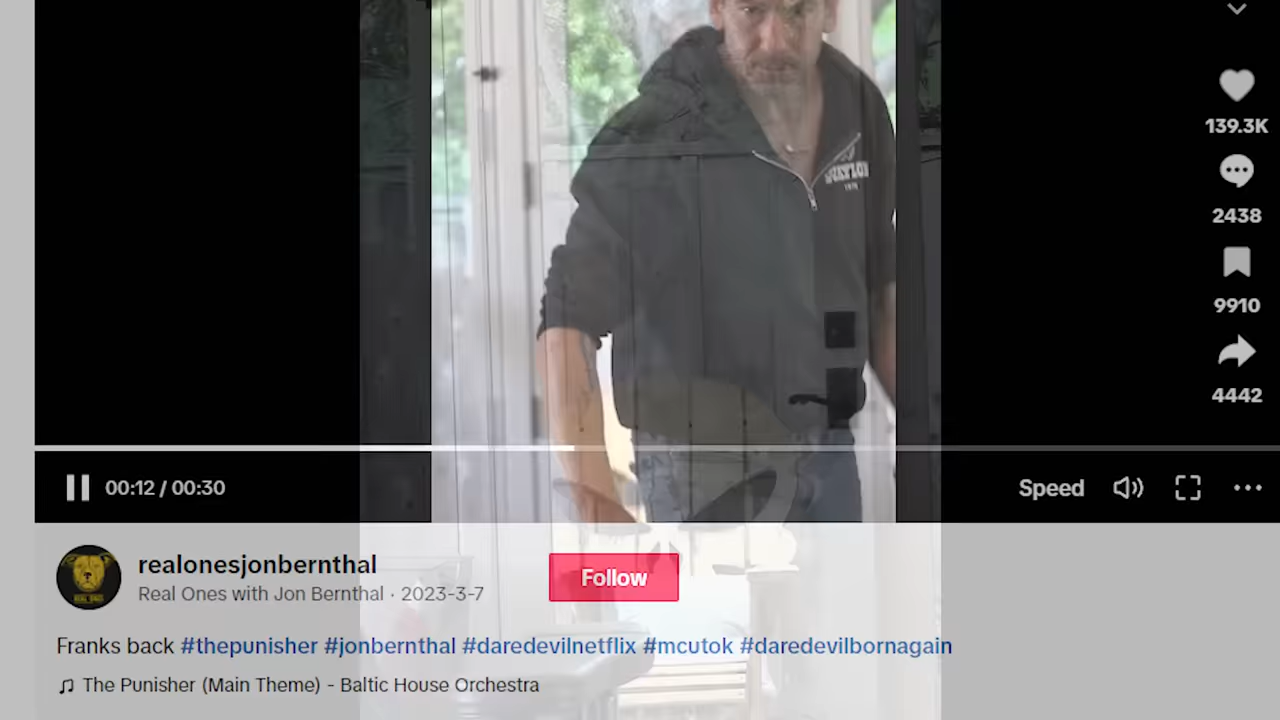 139.3K
2438
9910
4442
00:12 / 00:30
Speed
realonesjonbernthal
Real Ones with Jon Bernthal · 2023-3-7
Follow
Franks back #thepunisher #jonbernthal #daredevilnetflix #mcutok #daredevilbornagain
The Punisher (Main Theme) - Baltic House Orchestra